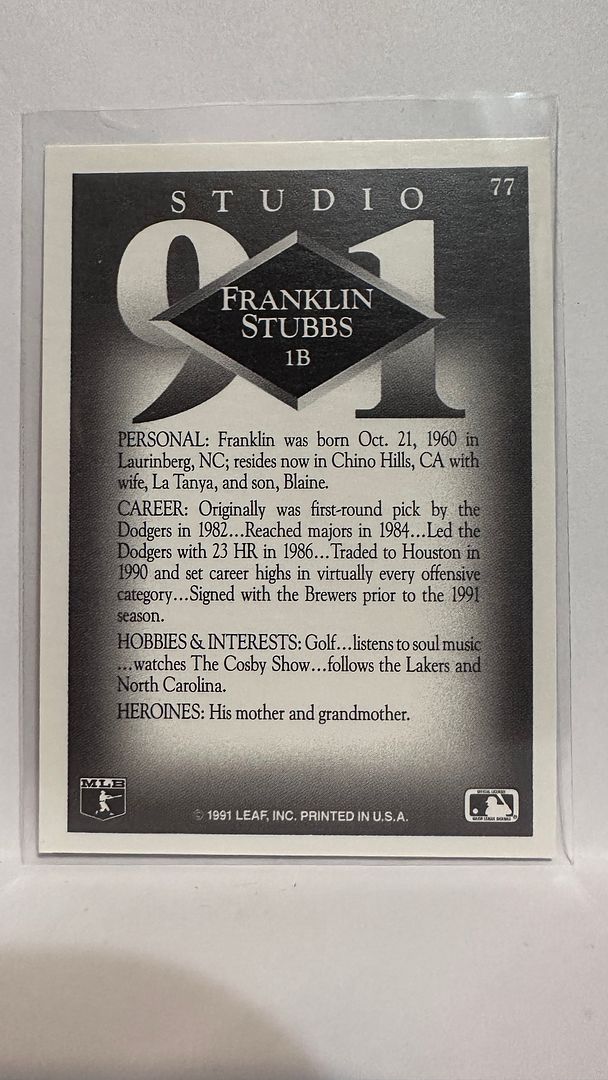 77
STUDIO
91
FRANKLIN
STUBBS
1B
PERSONAL: Franklin was born Oct. 21, 1960 in
Laurinberg, NC; resides now in Chino Hills, CA with
wife, La Tanya, and son, Blaine.
CAREER: Originally was first-round pick by the
Dodgers in 1982...Reached majors in 1984...Led the
Dodgers with 23 HR in 1986...Traded to Houston in
1990 and set career highs in virtually every offensive
category...Signed with the Brewers prior to the 1991
season.
HOBBIES & INTERESTS: Golf...listens to soul music
...watches The Cosby Show...follows the Lakers and
North Carolina.
HEROINES: His mother and grandmother.
MLB
© 1991 LEAF, INC. PRINTED IN U.S.A.
OFFICIAL LICENSEE
MAJOR LEAGUE BASEBALL